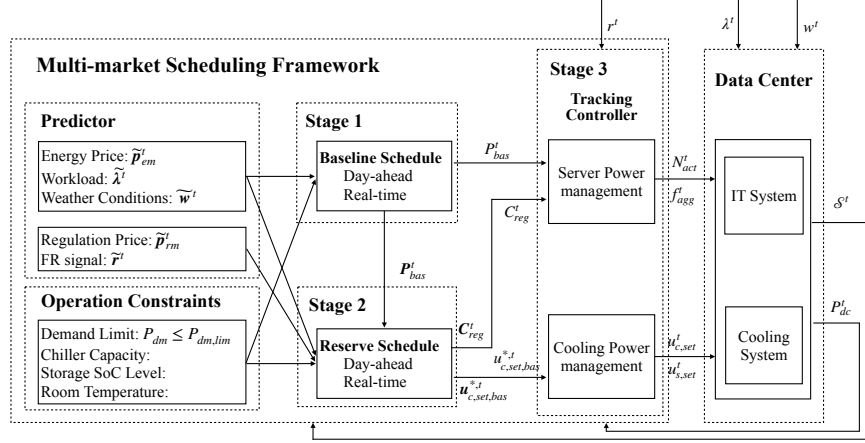 r^t
λ^t
w^t
Multi-market Scheduling Framework
Stage 3
Tracking
Controller
Data Center
Predictor
Energy Price: p̃^t_em
Workload: λ̃^t
Weather Conditions: w̃^t
Regulation Price: p̃^t_rm
FR signal: r̃^t
Operation Constraints
Demand Limit: P_dm ≤ P_dm,lim
Chiller Capacity:
Storage SoC Level:
Room Temperature:
Stage 1
Baseline Schedule
Day-ahead
Real-time
P^t_bas
P^t_bas
Stage 2
Reserve Schedule
Day-ahead
Real-time
C^t_reg
C^t_reg
u^*,t_c,set,bas
u^*,t_c,set,bas
Server Power
management
Cooling Power
management
N^t_act
f^t_agg
u^t_c,set
u^t_s,set
IT System
Cooling
System
S^t
P^t_dc